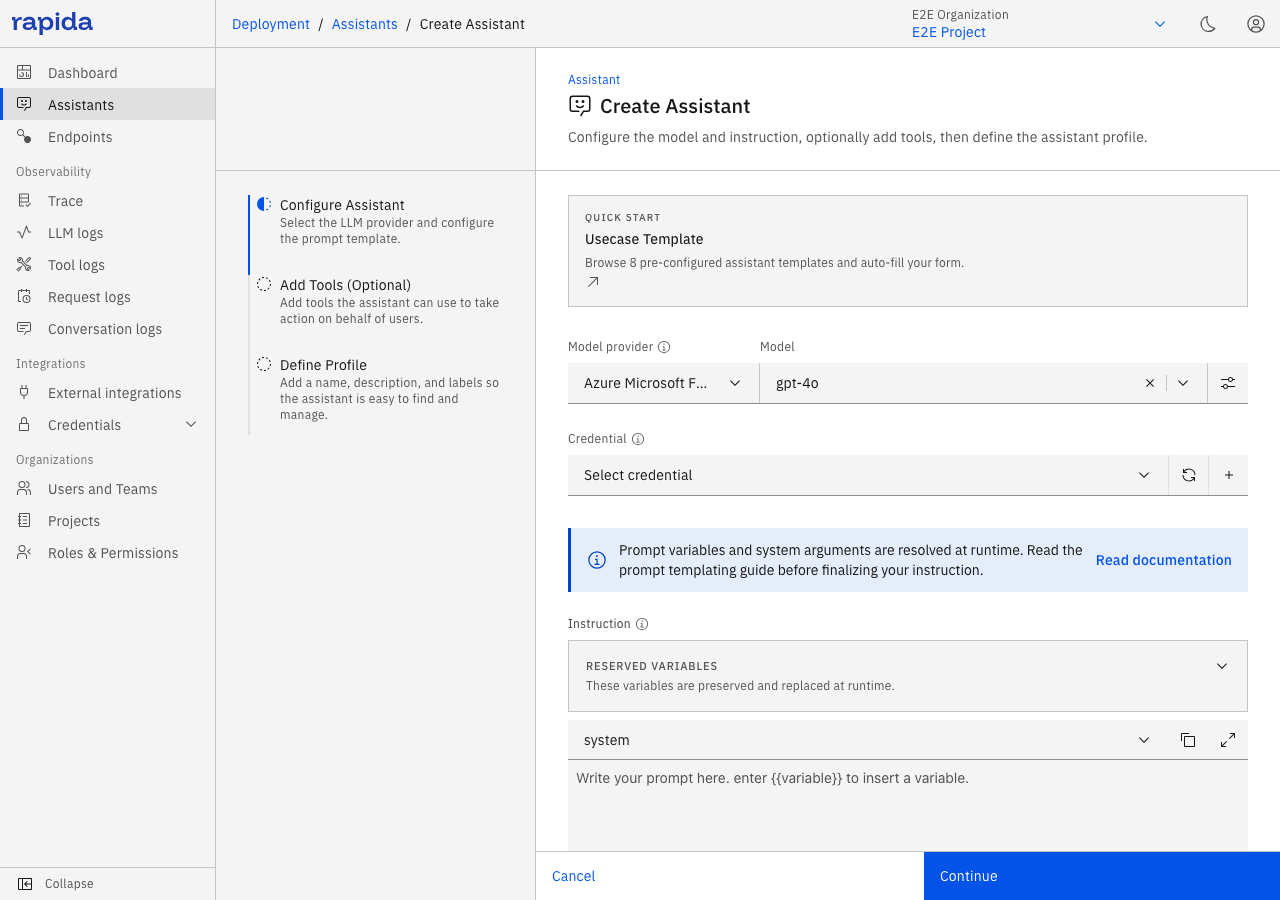 rapida
Deployment / Assistants / Create Assistant
E2E Organization
E2E Project
Dashboard
Assistants
Endpoints
Observability
Trace
LLM logs
Tool logs
Request logs
Conversation logs
Integrations
External integrations
Credentials
Organizations
Users and Teams
Projects
Roles & Permissions
Collapse
Configure Assistant
Select the LLM provider and configure
the prompt template.
Add Tools (Optional)
Add tools the assistant can use to take
action on behalf of users.
Define Profile
Add a name, description, and labels so
the assistant is easy to find and
manage.
Assistant
Create Assistant
Configure the model and instruction, optionally add tools, then define the assistant profile.
QUICK START
Usecase Template
Browse 8 pre-configured assistant templates and auto-fill your form.
Model provider Model
Azure Microsoft F... gpt-4o
Credential
Select credential
Prompt variables and system arguments are resolved at runtime. Read the
prompt templating guide before finalizing your instruction.
Read documentation
Instruction
RESERVED VARIABLES
These variables are preserved and replaced at runtime.
system
Write your prompt here. enter {{variable}} to insert a variable.
Cancel
Continue